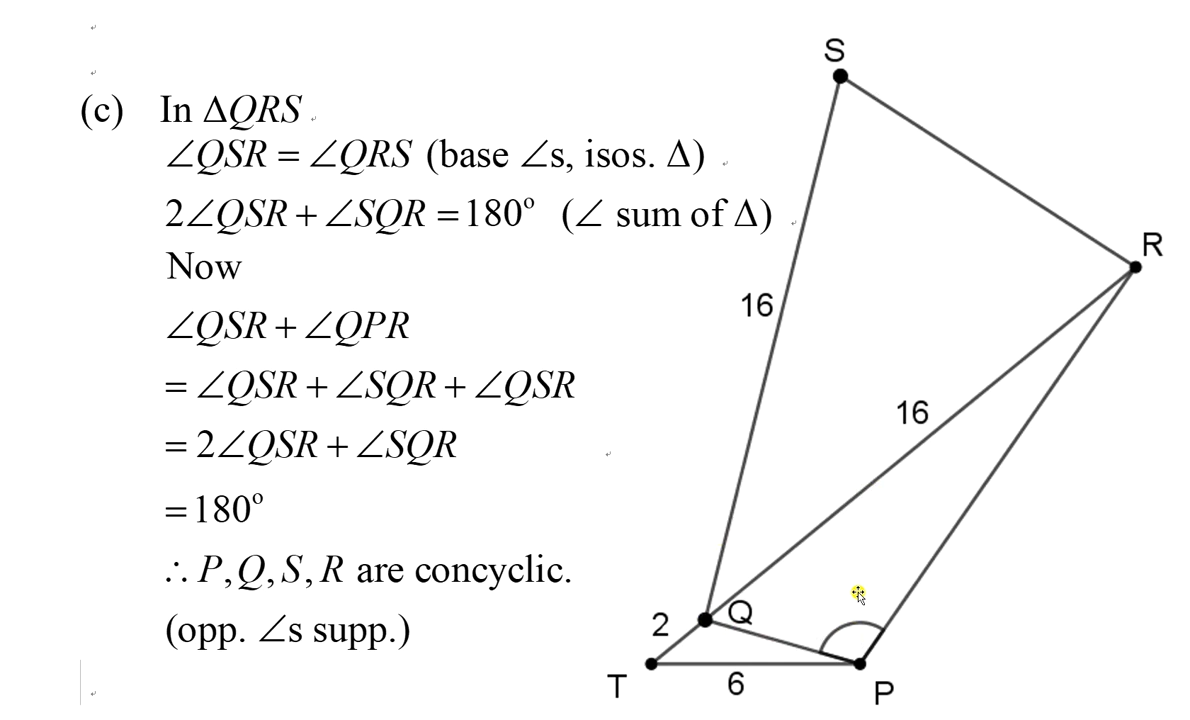 (c) In ΔQRS
∠QSR = ∠QRS (base ∠s, isos. Δ)
2∠QSR + ∠SQR = 180° (∠ sum of Δ)
Now
∠QSR + ∠QPR
= ∠QSR + ∠SQR + ∠QSR
= 2∠QSR + ∠SQR
= 180°
∴ P, Q, S, R are concyclic.
(opp. ∠s supp.)
S
R
16
16
2
Q
T
6
P